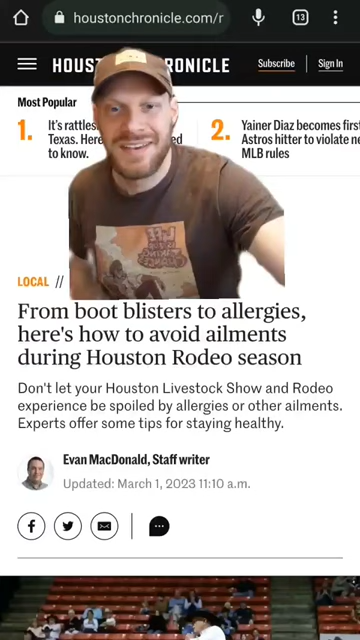 houstonchronicle.com/r
13
HOUS RONICLE
Subscribe
Sign In
Most Popular
1.
It's rattles
Texas. Here ed
to know.
2.
Yainer Diaz becomes first
Astros hitter to violate ne
MLB rules
LOCAL //
From boot blisters to allergies,
here's how to avoid ailments
during Houston Rodeo season
Don't let your Houston Livestock Show and Rodeo
experience be spoiled by allergies or other ailments.
Experts offer some tips for staying healthy.
Evan MacDonald, Staff writer
Updated: March 1, 2023 11:10 a.m.